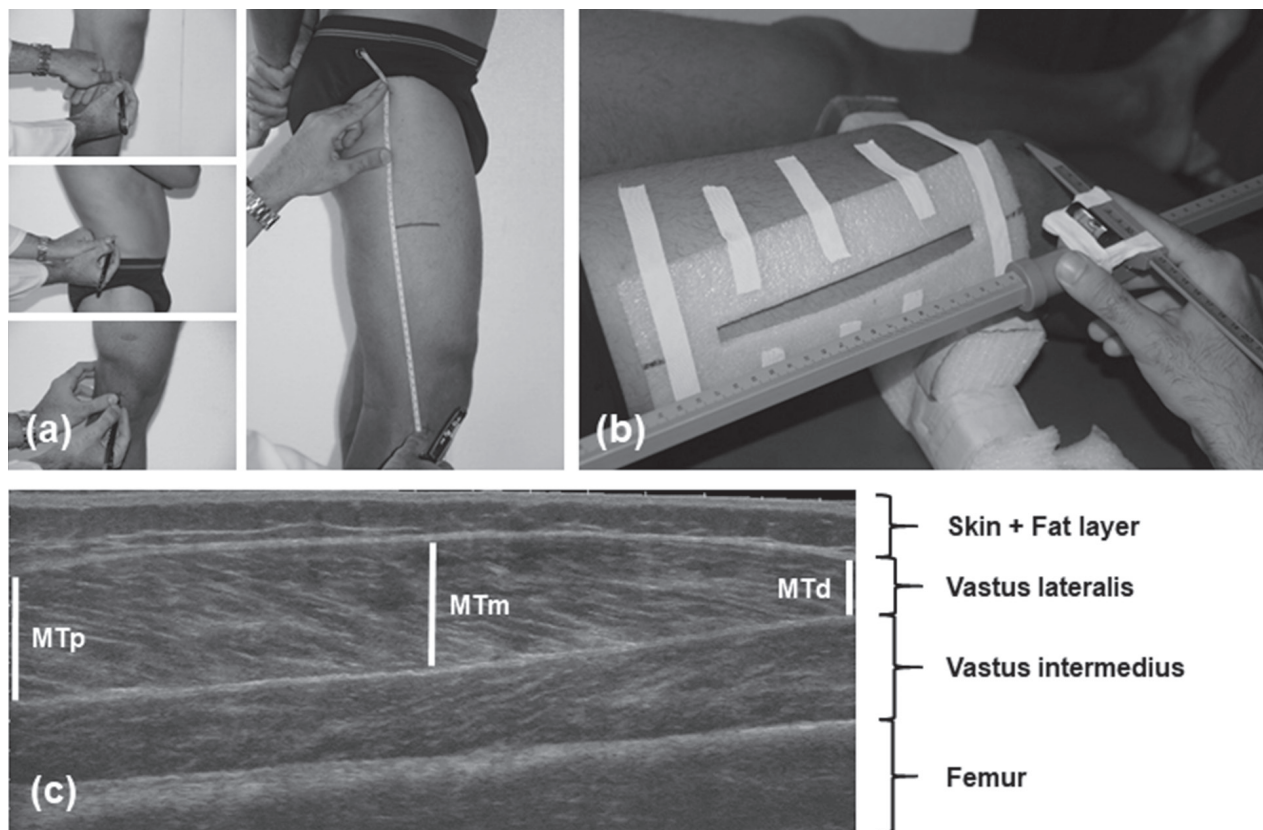 (a)
(b)
Skin + Fat layer
Vastus lateralis
Vastus intermedius
Femur
MTp
MTm
MTd
(c)